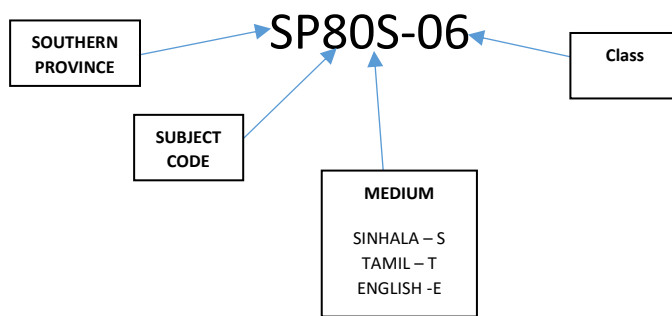 SP80S-06
SOUTHERN
PROVINCE
Class
SUBJECT
CODE
MEDIUM
SINHALA – S
TAMIL – T
ENGLISH -E